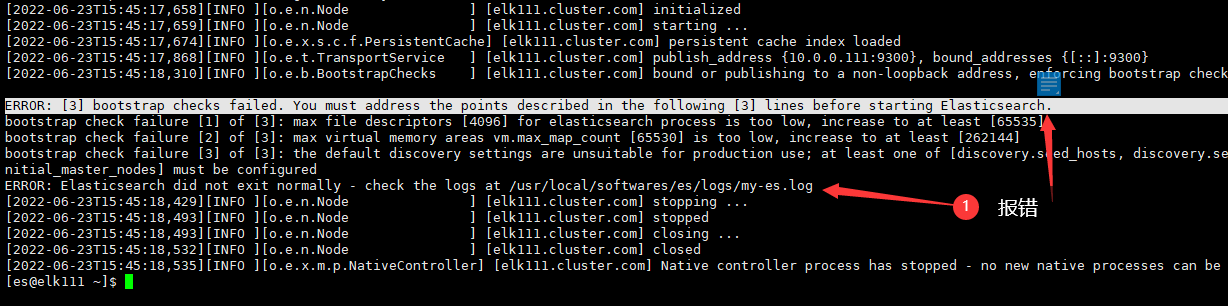 [2022-06-23T15:45:17,658][INFO ][o.e.n.Node               ] [elk111.cluster.com] initialized
[2022-06-23T15:45:17,659][INFO ][o.e.n.Node               ] [elk111.cluster.com] starting ...
[2022-06-23T15:45:17,674][INFO ][o.e.x.s.c.f.PersistentCache] [elk111.cluster.com] persistent cache index loaded
[2022-06-23T15:45:17,868][INFO ][o.e.t.TransportService   ] [elk111.cluster.com] publish_address {10.0.0.111:9300}, bound_addresses {[::]:9300}
[2022-06-23T15:45:18,310][INFO ][o.e.b.BootstrapChecks    ] [elk111.cluster.com] bound or publishing to a non-loopback address, enforcing bootstrap check
ERROR: [3] bootstrap checks failed. You must address the points described in the following [3] lines before starting Elasticsearch.
bootstrap check failure [1] of [3]: max file descriptors [4096] for elasticsearch process is too low, increase to at least [65535]
bootstrap check failure [2] of [3]: max virtual memory areas vm.max_map_count [65530] is too low, increase to at least [262144]
bootstrap check failure [3] of [3]: the default discovery settings are unsuitable for production use; at least one of [discovery.seed_hosts, discovery.se
nitial_master_nodes] must be configured
ERROR: Elasticsearch did not exit normally - check the logs at /usr/local/softwares/es/logs/my-es.log
[2022-06-23T15:45:18,429][INFO ][o.e.n.Node               ] [elk111.cluster.com] stopping ...
[2022-06-23T15:45:18,493][INFO ][o.e.n.Node               ] [elk111.cluster.com] stopped
1 报错
[2022-06-23T15:45:18,493][INFO ][o.e.n.Node               ] [elk111.cluster.com] closing ...
[2022-06-23T15:45:18,532][INFO ][o.e.n.Node               ] [elk111.cluster.com] closed
[2022-06-23T15:45:18,535][INFO ][o.e.x.m.p.NativeController] [elk111.cluster.com] Native controller process has stopped - no new native processes can be
[es@elk111 ~]$